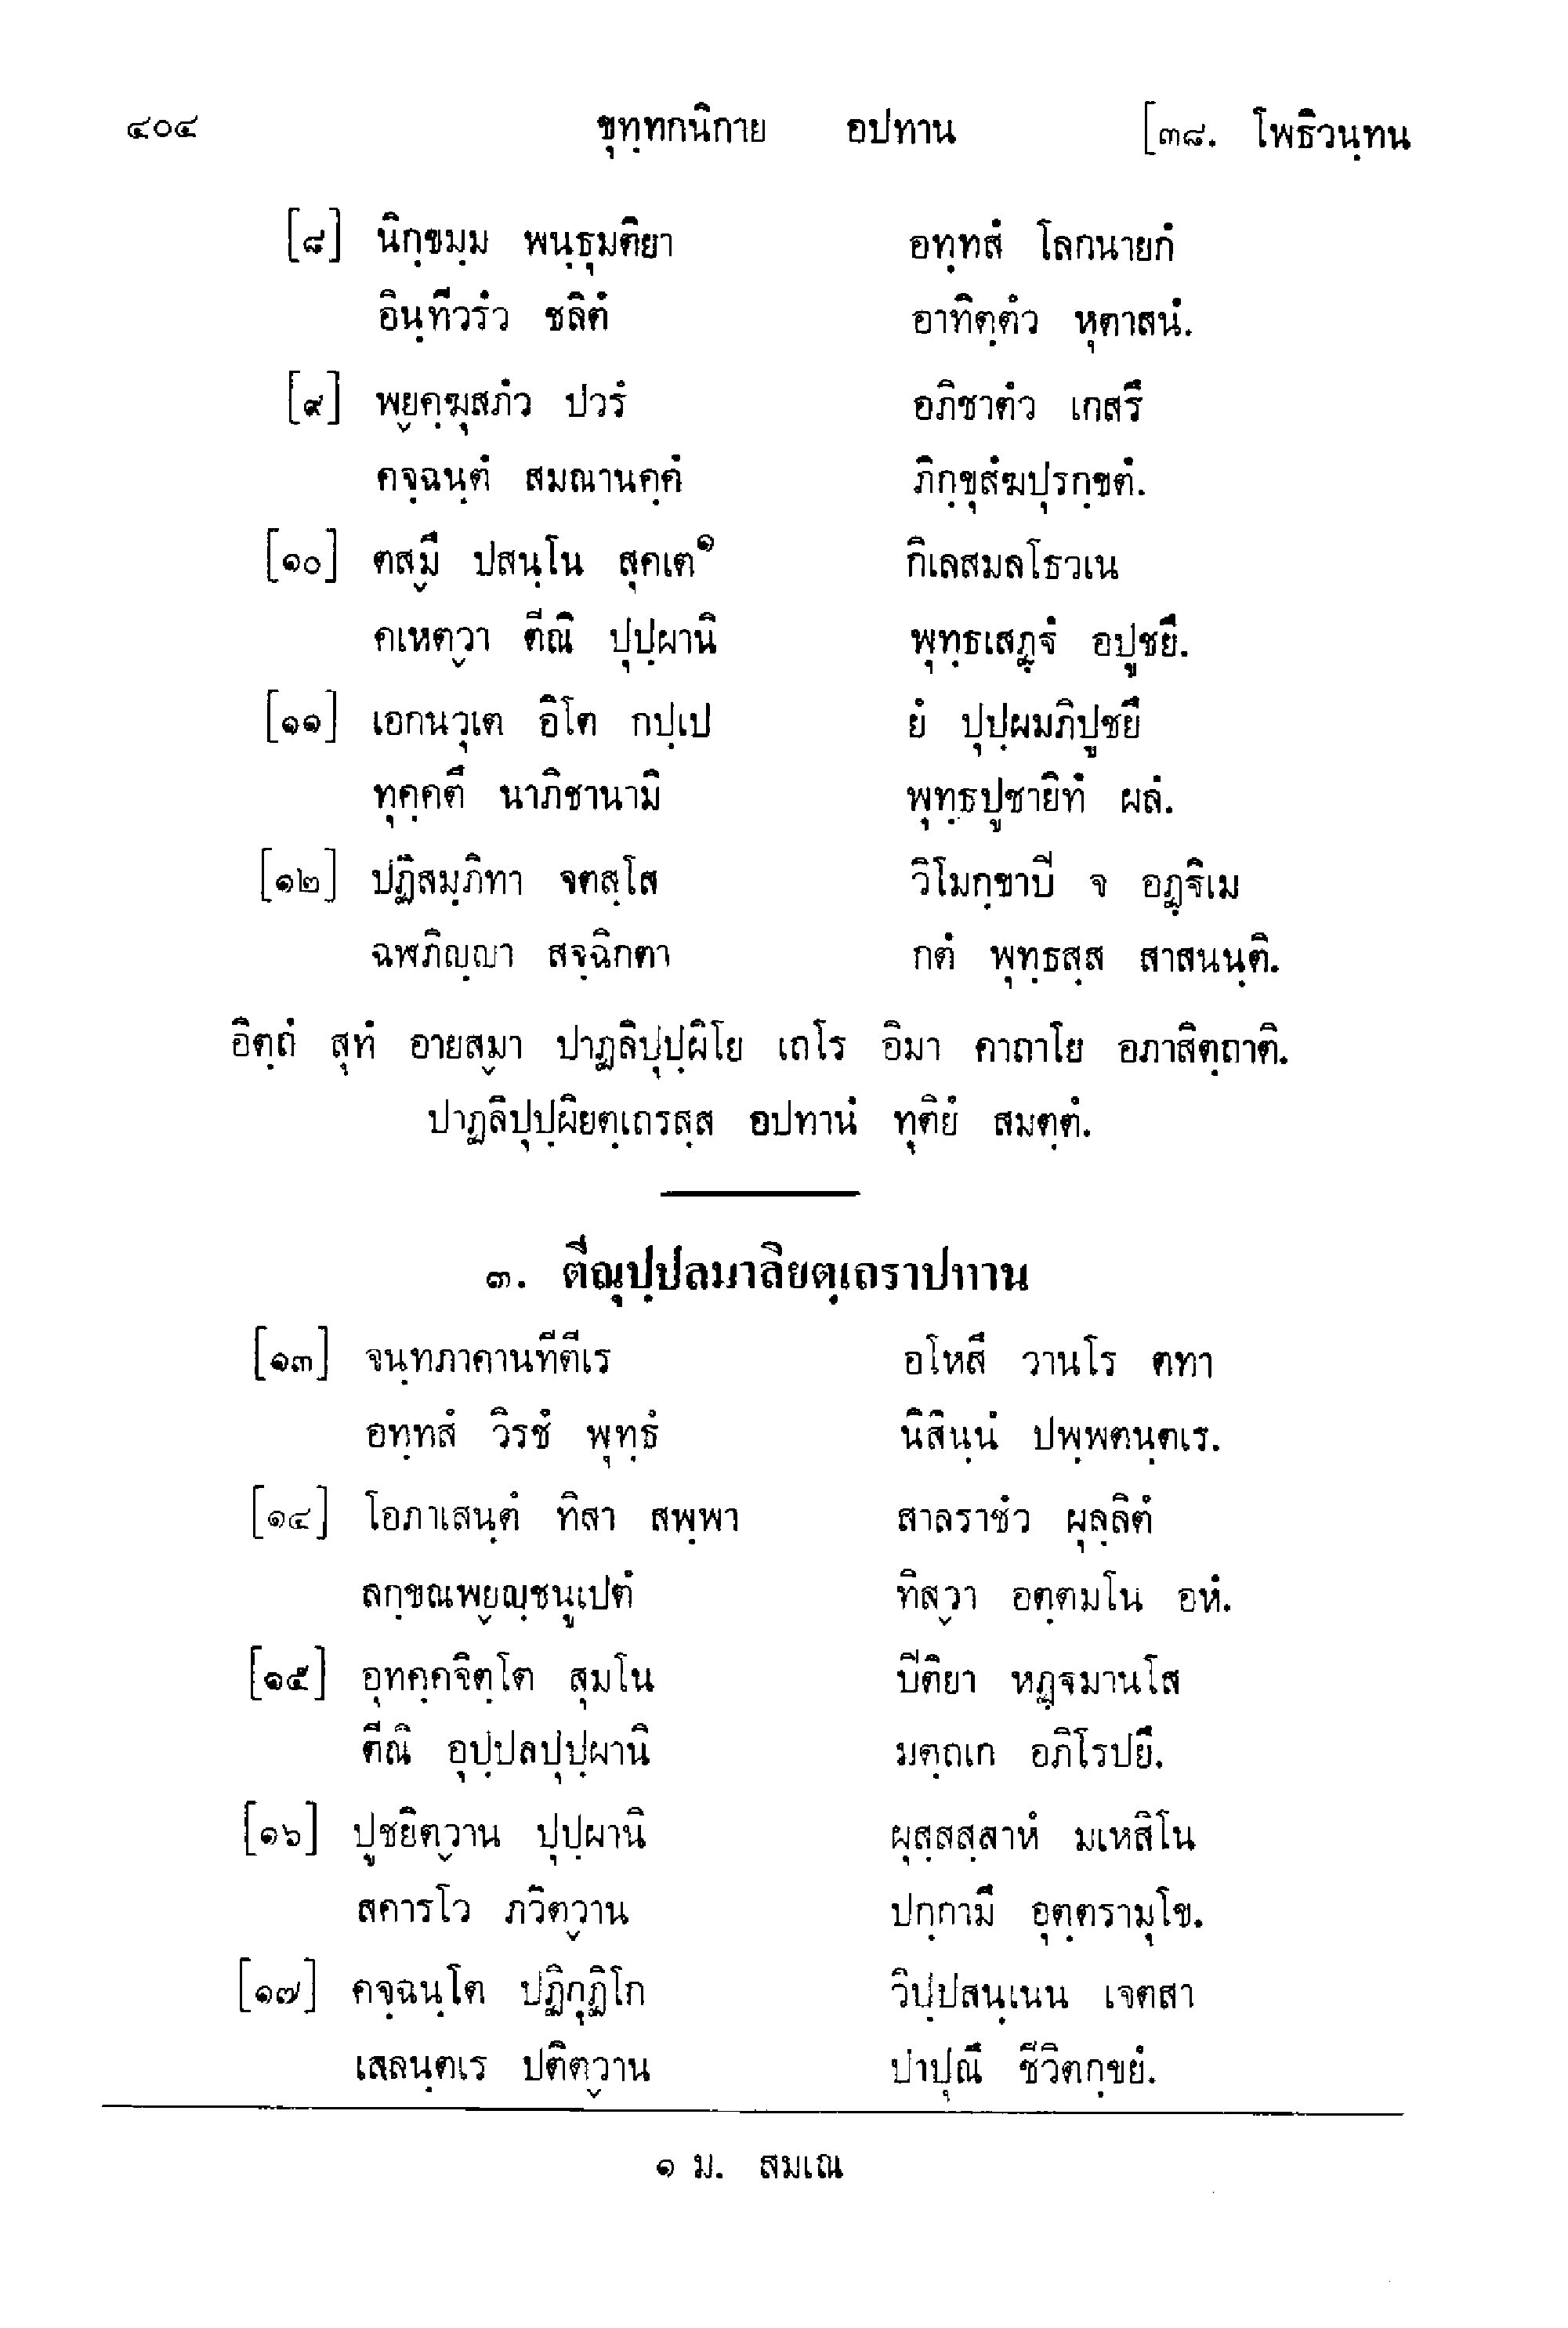 ๔๐๔ ขุทฺทกนิกาย อปทาน [๓๘. โพธิวนฺทน
[๘] นิกฺขมฺม พนฺธุมติยา อทฺทสํ โลกนายกํ
อินฺทีวรํว ชลิตํ อาทิตฺตํว หุตาสนํ.
[๙] พฺยคฺฆุสภํว ปวรํ อภิชาตํว เกสรึ
คจฺฉนฺตํ สมณานคฺคํ ภิกฺขุสํฆปุรกฺขตํ.
[๑๐] ตสฺมึ ปสนฺโน สุคเต๑ กิเลสมลโธวเน
คเหตฺวา ตีณิ ปุปฺผานิ พุทฺธเสฏฺฐํ อปูชยึ.
[๑๑] เอกนวุเต อิโต กปฺเป ยํ ปุปฺผมภิปูชยึ
ทุคฺคตึ นาภิชานามิ พุทฺธปูชายิทํ ผลํ.
[๑๒] ปฏิสมฺภิทา จตสฺโส วิโมกฺขาปิ จ อฏฺฐิเม
ฉฬภิญฺญา สจฺฉิกตา กตํ พุทฺธสฺส สาสนนฺติ.
อิตฺถํ สุทํ อายสฺมา ปาฏลิปุปฺผิโย เถโร อิมา คาถาโย อภาสิตฺถาติ.
ปาฏลิปุปฺผิยตฺเถรสฺส อปทานํ ทุติยํ สมตฺตํ.
๓. ตีณุปฺปลมาลิยตฺเถราปทาน
[๑๓] จนฺทภาคานทีตีเร อโหสึ วานโร ตทา
อทฺทสํ วิรชํ พุทฺธํ นิสินฺนํ ปพฺพตนฺตเร.
[๑๔] โอภาเสนฺตํ ทิสา สพฺพา สาลราชํว ผุลฺลิตํ
ลกฺขณพฺยญฺชนูเปตํ ทิสฺวา อตฺตมโน อหํ.
[๑๕] อุทคฺคจิตฺโต สุมโน ปีติยา หฏฺฐมานโส
ตีณิ อุปฺปลปุปฺผานิ มตฺถเก อภิโรปยึ.
[๑๖] ปูชยิตฺวาน ปุปฺผานิ ผุสฺสสฺสาหํ มเหสิโน
สคารโว ภวิตฺวาน ปกฺกามึ อุตฺตรามุโข.
[๑๗] คจฺฉนฺโต ปฏิกุฏิโก วิปฺปสนฺเนน เจตสา
เสลนฺตเร ปติตฺวาน ปาปุณึ ชีวิตกฺขยํ.
๑ ม. สมเณ